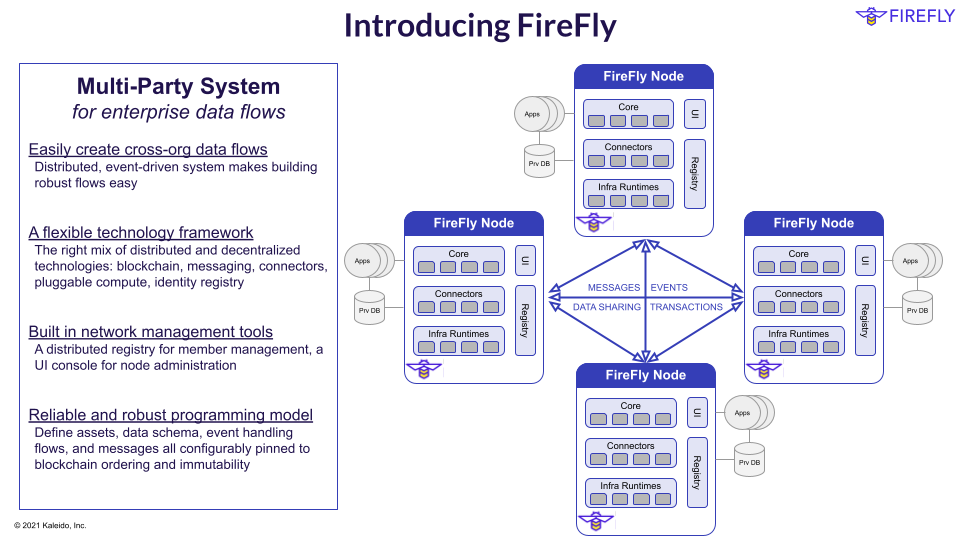 Introducing FireFly
FIREFLY
Multi-Party System
for enterprise data flows
Easily create cross-org data flows
Distributed, event-driven system makes building
robust flows easy
A flexible technology framework
The right mix of distributed and decentralized
technologies: blockchain, messaging, connectors,
pluggable compute, identity registry
Built in network management tools
A distributed registry for member management, a
UI console for node administration
Reliable and robust programming model
Define assets, data schema, event handling
flows, and messages all configurably pinned to
blockchain ordering and immutability
FireFly Node
Core
UI
Connectors
Registry
Infra Runtimes
Apps
Prv DB
FireFly Node
Core
UI
Connectors
Registry
Infra Runtimes
Apps
Prv DB
MESSAGES
EVENTS
DATA SHARING
TRANSACTIONS
FireFly Node
Core
UI
Connectors
Registry
Infra Runtimes
Apps
Prv DB
FireFly Node
Core
UI
Connectors
Registry
Infra Runtimes
Apps
Prv DB
© 2021 Kaleido, Inc.